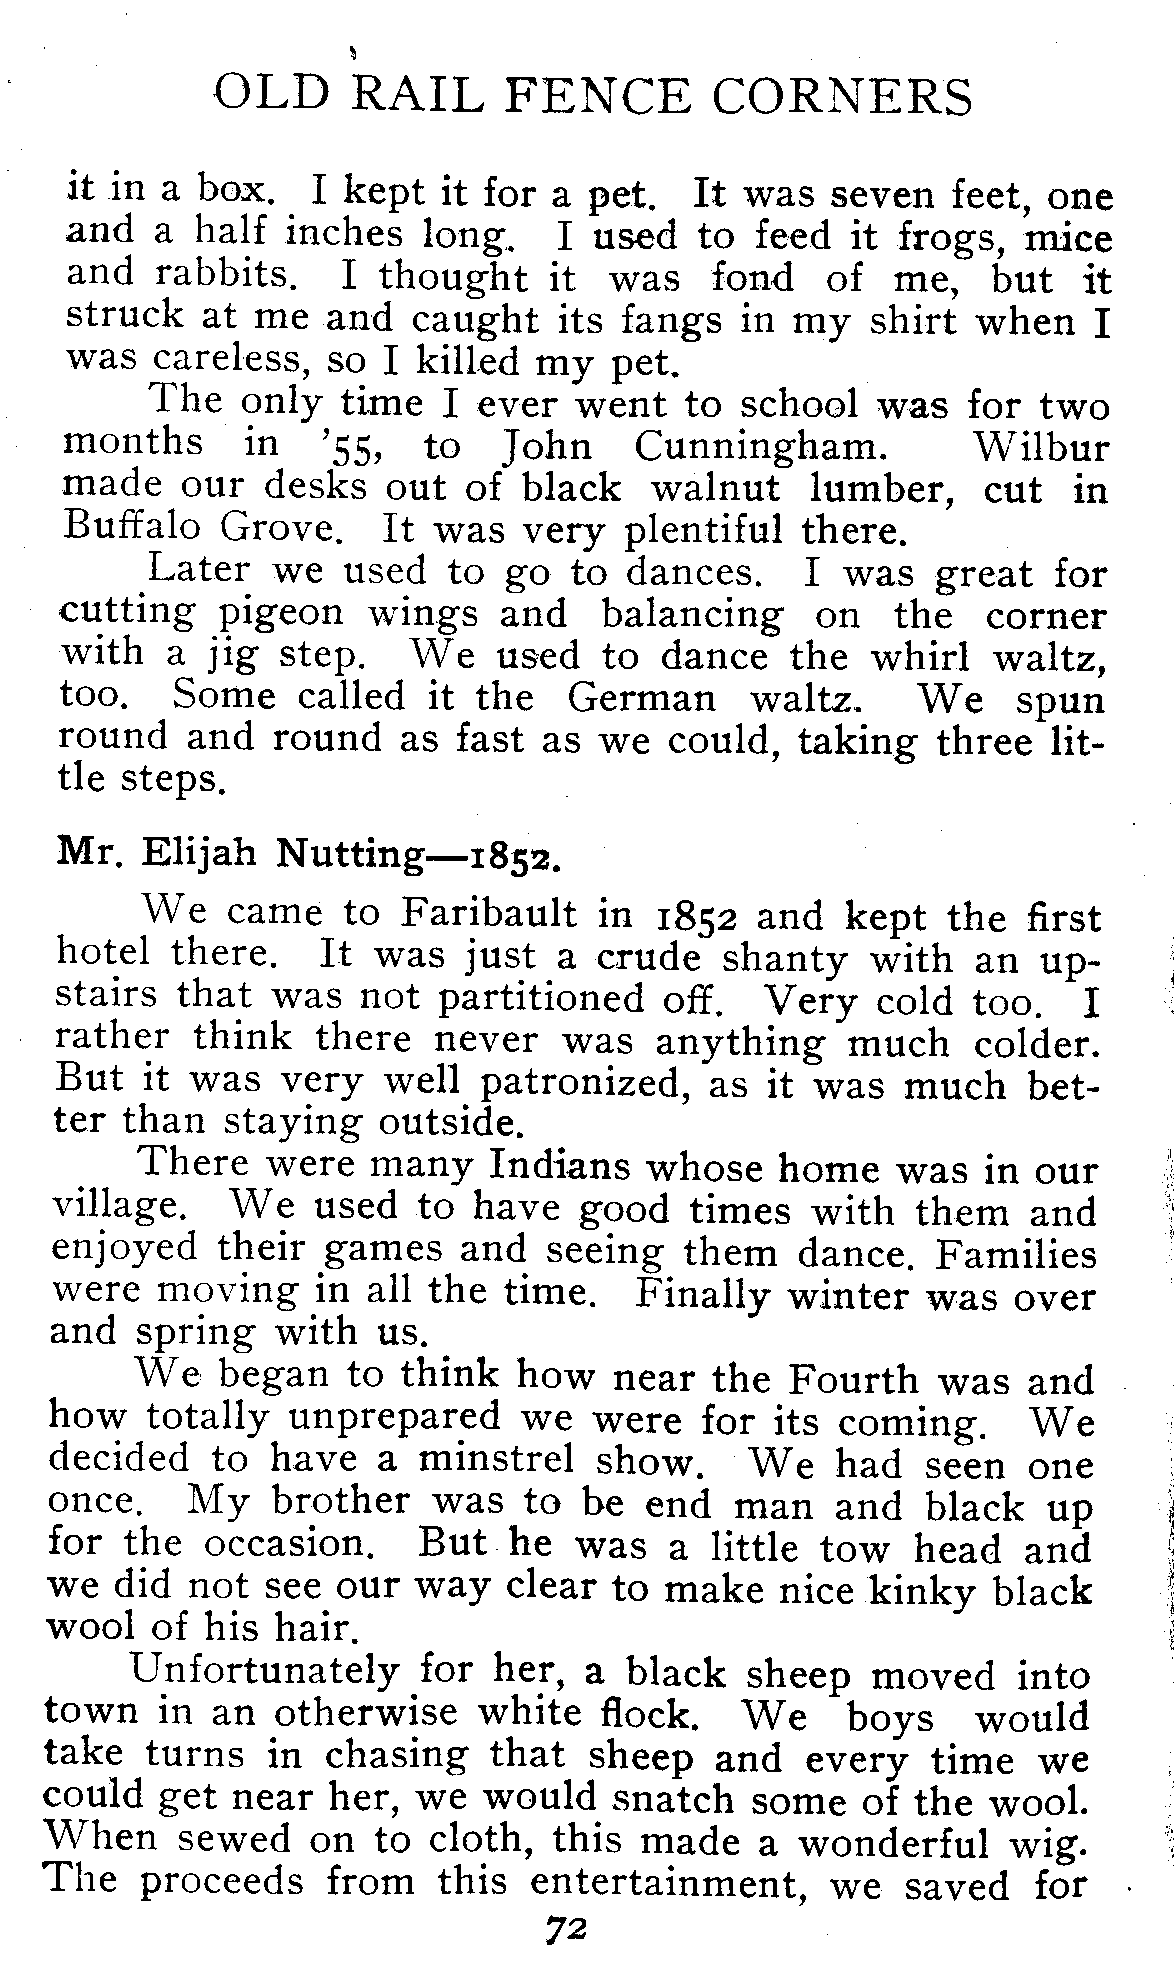 OLD RAIL FENCE CORNERS
it in a box. I kept it for a pet. It was seven feet, one
and a half inches long. I used to feed it frogs, mice
and rabbits. I thought it was fond of me, but it
struck at me and caught its fangs in my shirt when I
was careless, so I killed my pet.
The only time I ever went to school was for two
months in ’55, to John Cunningham. Wilbur
made our desks out of black walnut lumber, cut in
Buffalo Grove. It was very plentiful there.
Later we used to go to dances. I was great for
cutting pigeon wings and balancing on the corner
with a jig step. We used to dance the whirl waltz,
too. Some called it the German waltz. We spun
round and round as fast as we could, taking three lit-
tle steps.
Mr. Elijah Nutting—1852.
We came to Faribault in 1852 and kept the first
hotel there. It was just a crude shanty with an up-
stairs that was not partitioned off. Very cold too. I
rather think there never was anything much colder.
But it was very well patronized, as it was much bet-
ter than staying outside.
There were many Indians whose home was in our
village. We used to have good times with them and
enjoyed their games and seeing them dance. Families
were moving in all the time. Finally winter was over
and spring with us.
We began to think how near the Fourth was and
how totally unprepared we were for its coming. We
decided to have a minstrel show. We had seen one
once. My brother was to be end man and black up
for the occasion. But he was a little tow head and
we did not see our way clear to make nice kinky black
wool of his hair.
Unfortunately for her, a black sheep moved into
town in an otherwise white flock. We boys would
take turns in chasing that sheep and every time we
could get near her, we would snatch some of the wool.
When sewed on to cloth, this made a wonderful wig.
The proceeds from this entertainment, we saved for
72